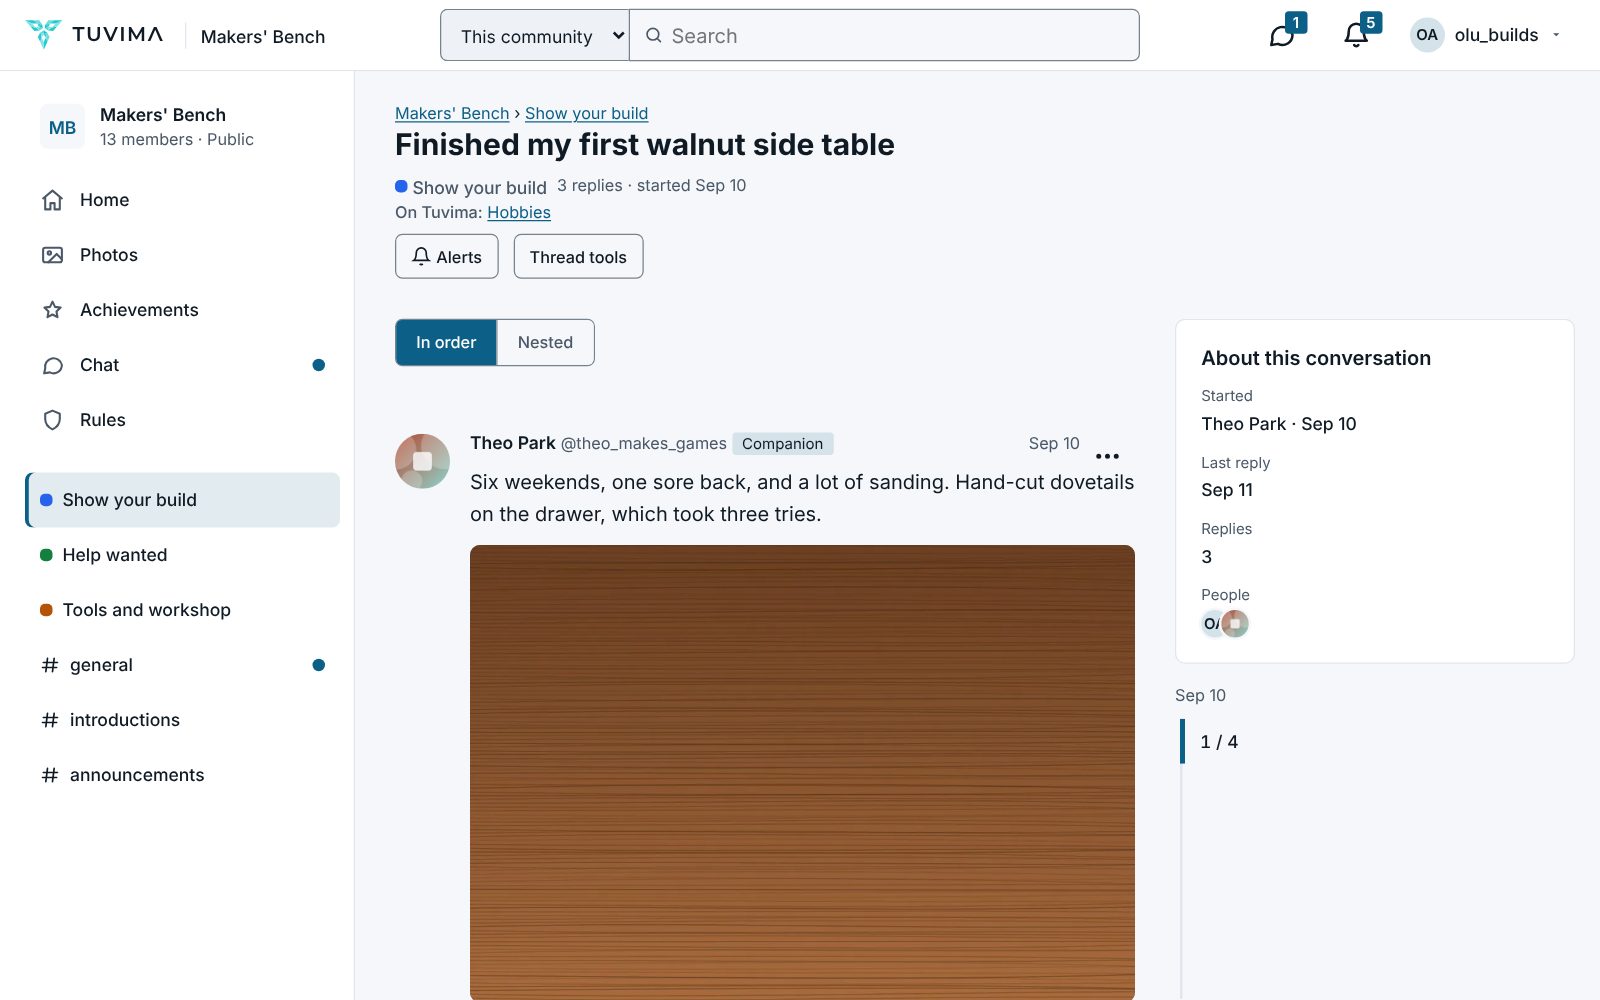 TUVIMA
Makers' Bench
This community
Search
1
5
OA
olu_builds
MB
Makers' Bench
13 members · Public
Home
Photos
Achievements
Chat
Rules
Show your build
Help wanted
Tools and workshop
# general
# introductions
# announcements
Makers' Bench › Show your build
Finished my first walnut side table
Show your build 3 replies · started Sep 10
On Tuvima: Hobbies
Alerts
Thread tools
In order
Nested
Theo Park @theo_makes_games Companion
Sep 10
Six weekends, one sore back, and a lot of sanding. Hand-cut dovetails
on the drawer, which took three tries.
About this conversation
Started
Theo Park · Sep 10
Last reply
Sep 11
Replies
3
People
Sep 10
1 / 4